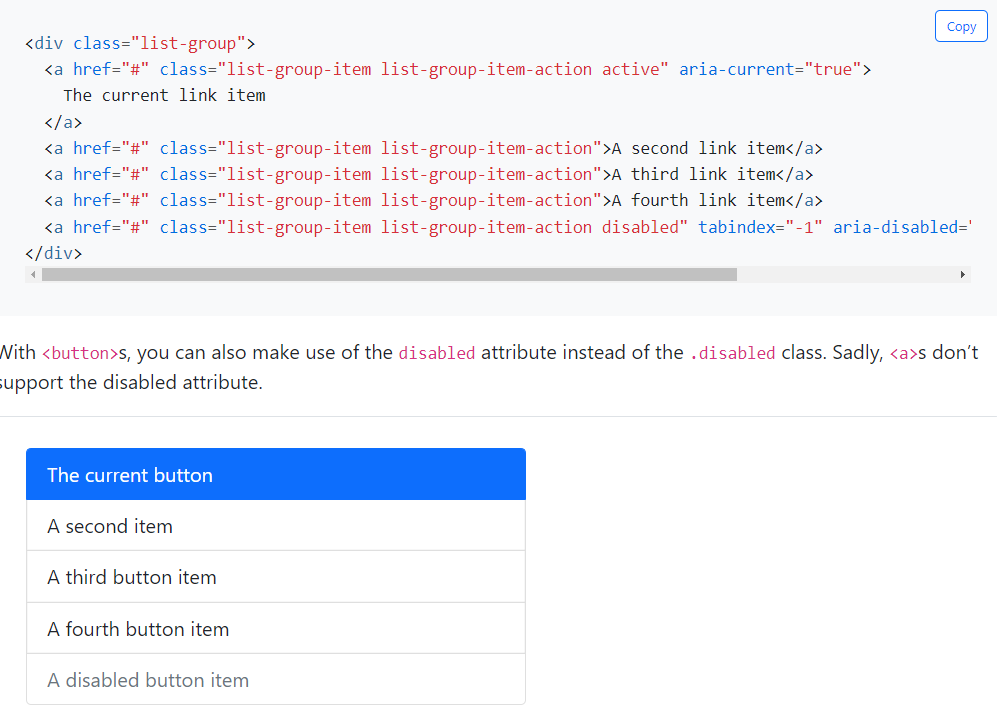 Copy
<div class="list-group">
  <a href="#" class="list-group-item list-group-item-action active" aria-current="true">
    The current link item
  </a>
  <a href="#" class="list-group-item list-group-item-action">A second link item</a>
  <a href="#" class="list-group-item list-group-item-action">A third link item</a>
  <a href="#" class="list-group-item list-group-item-action">A fourth link item</a>
  <a href="#" class="list-group-item list-group-item-action disabled" tabindex="-1" aria-disabled='
</div>
With <button>s, you can also make use of the disabled attribute instead of the .disabled class. Sadly, <a>s don’t
support the disabled attribute.
The current button
A second item
A third button item
A fourth button item
A disabled button item